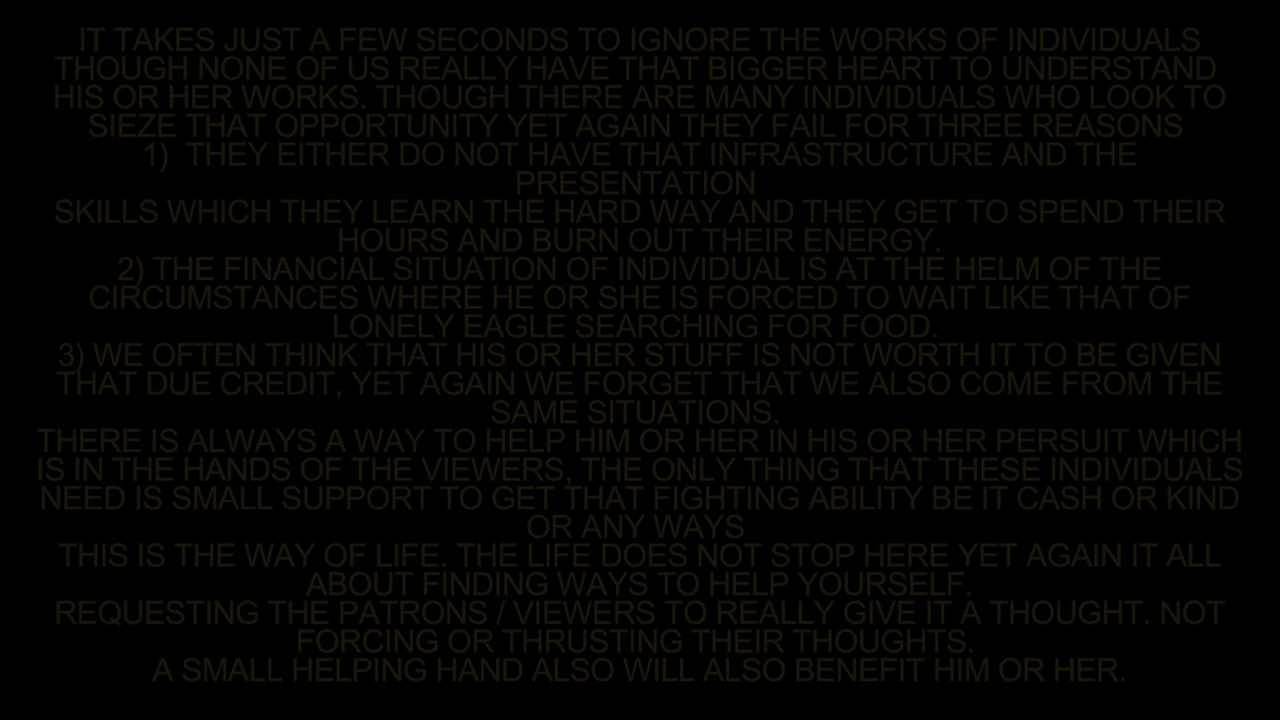 IT TAKES JUST A FEW SECONDS TO IGNORE THE WORKS OF INDIVIDUALS
THOUGH NONE OF US REALLY HAVE THAT BIGGER HEART TO UNDERSTAND
HIS OR HER WORKS. THOUGH THERE ARE MANY INDIVIDUALS WHO LOOK TO
SIEZE THAT OPPORTUNITY YET AGAIN THEY FAIL FOR THREE REASONS
1)  THEY EITHER DO NOT HAVE THAT INFRASTRUCTURE AND THE
PRESENTATION
SKILLS WHICH THEY LEARN THE HARD WAY AND THEY GET TO SPEND THEIR
HOURS AND BURN OUT THEIR ENERGY.
2) THE FINANCIAL SITUATION OF INDIVIDUAL IS AT THE HELM OF THE
CIRCUMSTANCES WHERE HE OR SHE IS FORCED TO WAIT LIKE THAT OF
LONELY EAGLE SEARCHING FOR FOOD.
3) WE OFTEN THINK THAT HIS OR HER STUFF IS NOT WORTH IT TO BE GIVEN
THAT DUE CREDIT, YET AGAIN WE FORGET THAT WE ALSO COME FROM THE
SAME SITUATIONS.
THERE IS ALWAYS A WAY TO HELP HIM OR HER IN HIS OR HER PERSUIT WHICH
IS IN THE HANDS OF THE VIEWERS, THE ONLY THING THAT THESE INDIVIDUALS
NEED IS SMALL SUPPORT TO GET THAT FIGHTING ABILITY BE IT CASH OR KIND
OR ANY WAYS
THIS IS THE WAY OF LIFE. THE LIFE DOES NOT STOP HERE YET AGAIN IT ALL
ABOUT FINDING WAYS TO HELP YOURSELF.
REQUESTING THE PATRONS / VIEWERS TO REALLY GIVE IT A THOUGHT. NOT
FORCING OR THRUSTING THEIR THOUGHTS.
A SMALL HELPING HAND ALSO WILL ALSO BENEFIT HIM OR HER.